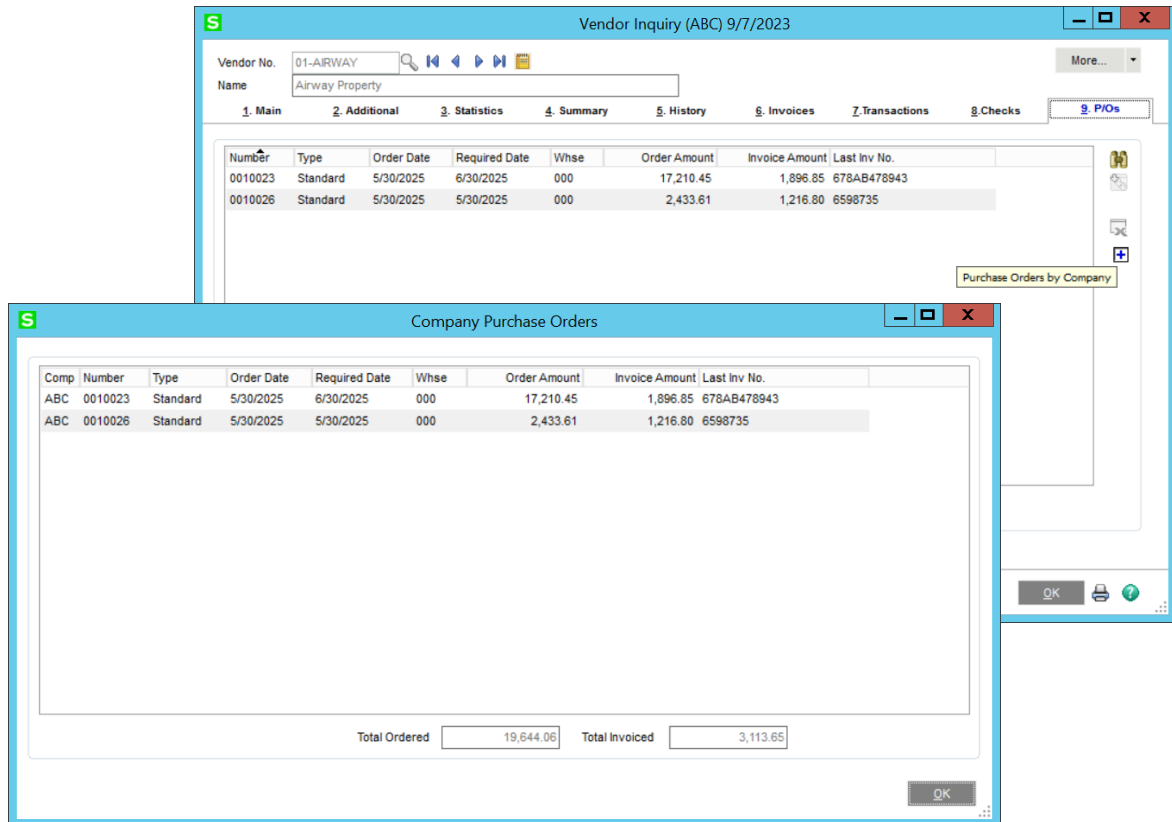 S Vendor Inquiry (ABC) 9/7/2023
Vendor No. 01-AIRWAY More...
Name Airway Property
1. Main 2. Additional 3. Statistics 4. Summary 5. History 6. Invoices 7.Transactions 8.Checks 9. P/Os
Number Type Order Date Required Date Whse Order Amount Invoice Amount Last Inv No.
0010023 Standard 5/30/2025 6/30/2025 000 17,210.45 1,896.85 678AB478943
0010026 Standard 5/30/2025 5/30/2025 000 2,433.61 1,216.80 6598735
Purchase Orders by Company
OK
S Company Purchase Orders
Comp Number Type Order Date Required Date Whse Order Amount Invoice Amount Last Inv No.
ABC 0010023 Standard 5/30/2025 6/30/2025 000 17,210.45 1,896.85 678AB478943
ABC 0010026 Standard 5/30/2025 5/30/2025 000 2,433.61 1,216.80 6598735
Total Ordered 19,644.06 Total Invoiced 3,113.65
OK